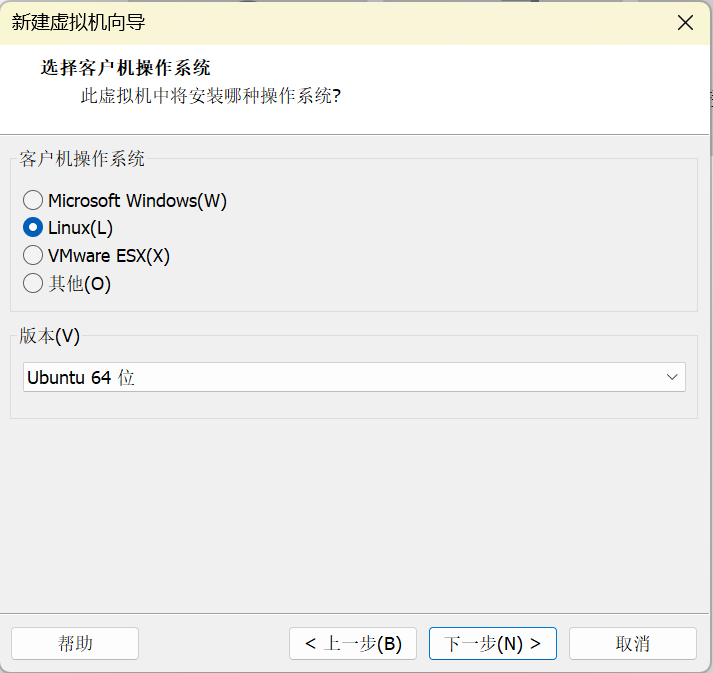 新建虚拟机向导
选择客户机操作系统
此虚拟机中将安装哪种操作系统?
客户机操作系统
Microsoft Windows(W)
Linux(L)
VMware ESX(X)
其他(O)
版本(V)
Ubuntu 64 位
帮助
< 上一步(B)
下一步(N) >
取消